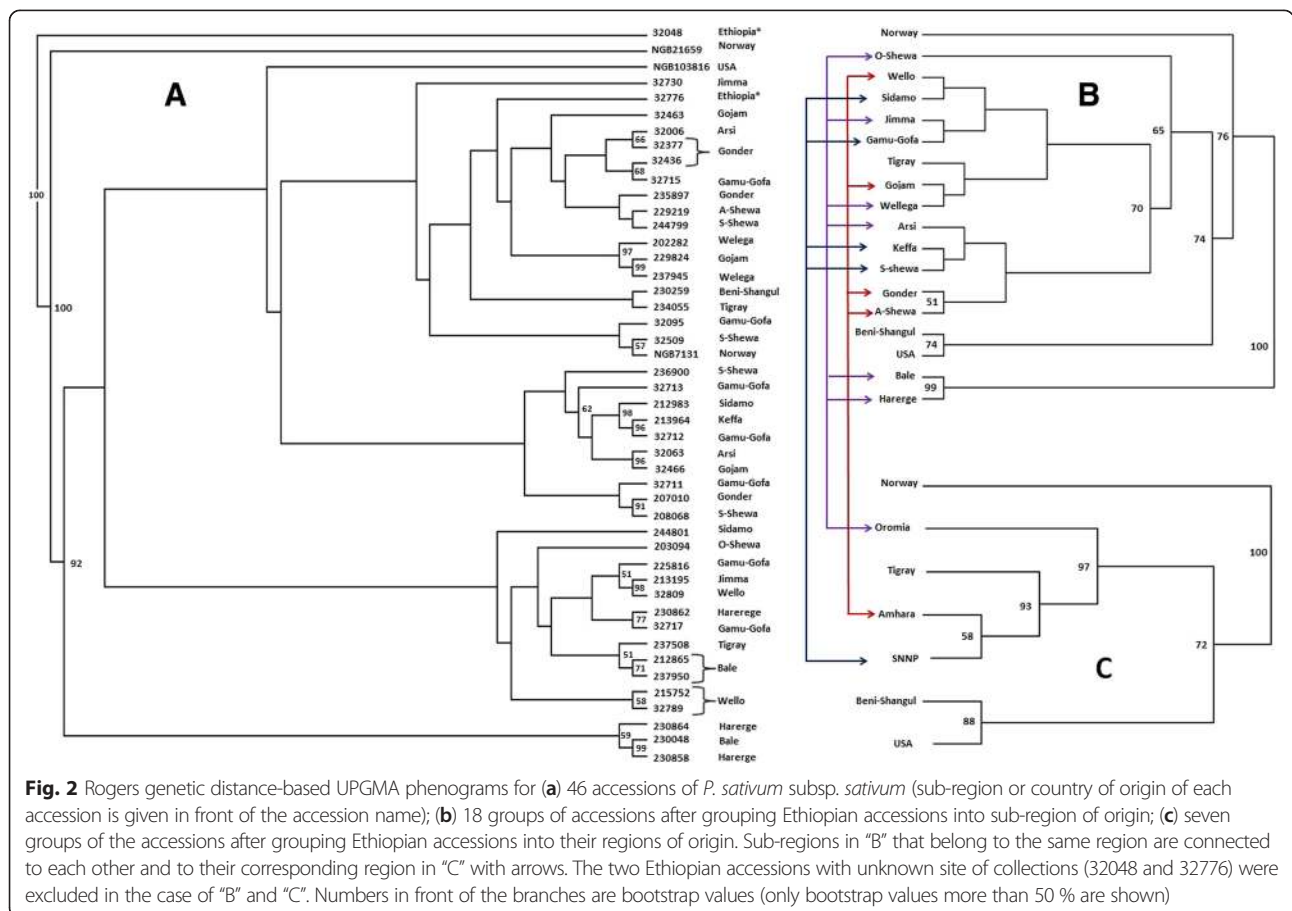 A
32048 Ethiopia*
NGB21659 Norway
NGB103816 USA
32730 Jimma
32776 Ethiopia*
32463 Gojam
32006 Arsi
66
32377
Gonder
32436
68
32715 Gamu-Gofa
235897 Gonder
229219 A-Shewa
244799 S-Shewa
202282 Welega
97
229824 Gojam
99
237945 Welega
230259 Beni-Shangul
234055 Tigray
32095 Gamu-Gofa
32509 S-Shewa
57
NGB7131 Norway
236900 S-Shewa
32713 Gamu-Gofa
62
212983 Sidamo
98
213964 Keffa
96
32712 Gamu-Gofa
32063 Arsi
96
32466 Gojam
32711 Gamu-Gofa
207010 Gonder
91
208068 S-Shewa
244801 Sidamo
203094 O-Shewa
225816 Gamu-Gofa
51
213195 Jimma
98
32809 Wello
230862 Harerege
77
32717 Gamu-Gofa
237508 Tigray
51
212865
71
Bale
237950
215752
58
Wello
32789
230864 Harerge
59
230048 Bale
99
230858 Harerge
100
100
92
B
Norway
O-Shewa
Wello
Sidamo
Jimma
Gamu-Gofa
Tigray
Gojam
Wellega
Arsi
Keffa
S-shewa
Gonder
51
A-Shewa
Beni-Shangul
74
USA
Bale
99
Harerge
65
76
70
74
100
C
Norway
Oromia
Tigray
Amhara
58
SNNP
Beni-Shangul
88
USA
97
93
72
100
Fig. 2 Rogers genetic distance-based UPGMA phenograms for (a) 46 accessions of P. sativum subsp. sativum (sub-region or country of origin of each
accession is given in front of the accession name); (b) 18 groups of accessions after grouping Ethiopian accessions into sub-region of origin; (c) seven
groups of the accessions after grouping Ethiopian accessions into their regions of origin. Sub-regions in “B” that belong to the same region are connected
to each other and to their corresponding region in “C” with arrows. The two Ethiopian accessions with unknown site of collections (32048 and 32776) were
excluded in the case of “B” and “C”. Numbers in front of the branches are bootstrap values (only bootstrap values more than 50 % are shown)